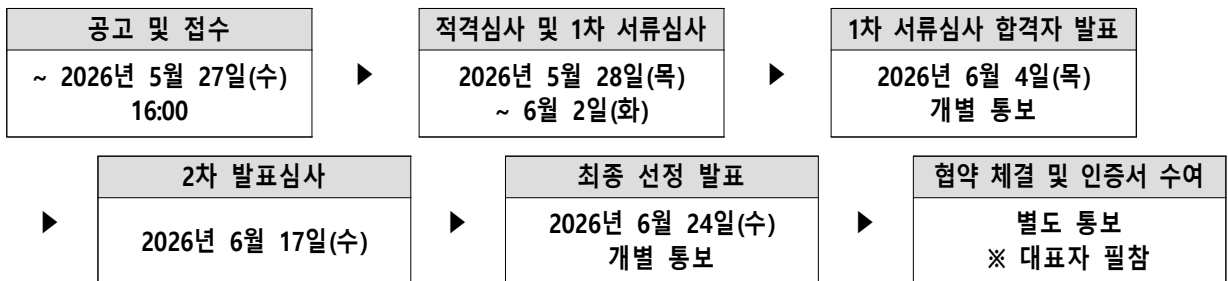 공고 및 접수
~ 2026년 5월 27일(수)
16:00
▶
적격심사 및 1차 서류심사
2026년 5월 28일(목)
~ 6월 2일(화)
▶
1차 서류심사 합격자 발표
2026년 6월 4일(목)
개별 통보
▶
2차 발표심사
2026년 6월 17일(수)
▶
최종 선정 발표
2026년 6월 24일(수)
개별 통보
▶
협약 체결 및 인증서 수여
별도 통보
※ 대표자 필참